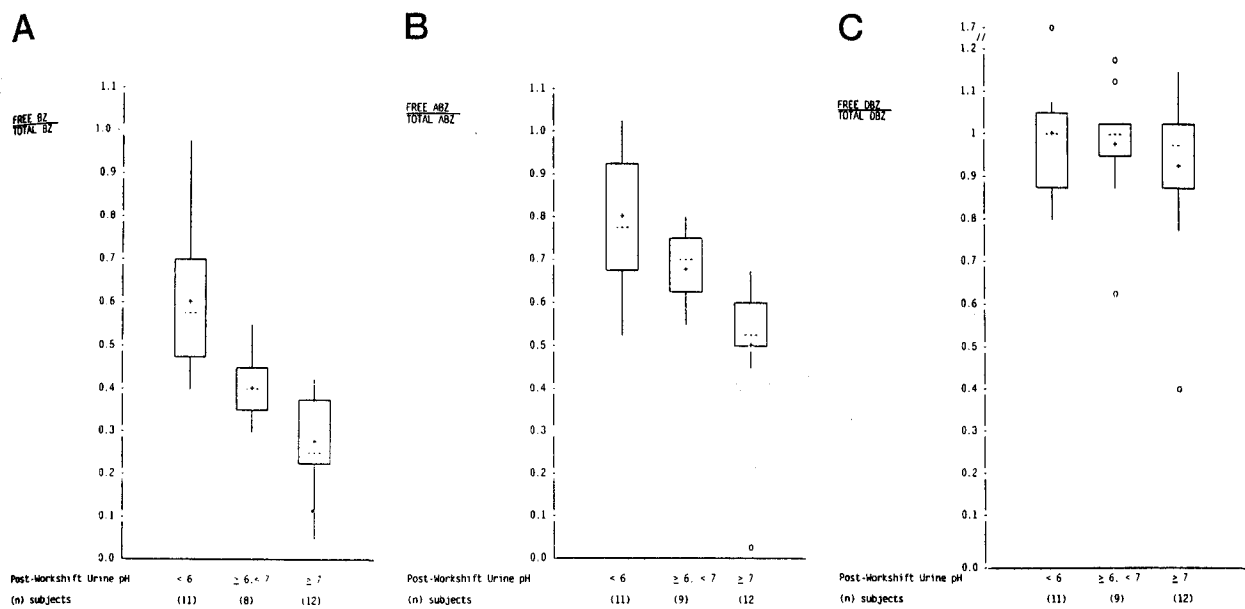 A
FREE BZ
TOTAL BZ
1.1
1.0
0.9
0.8
0.7
0.6
0.5
0.4
0.3
0.2
0.1
0.0
Post-Workshift Urine pH < 6 ≥ 6. < 7 ≥ 7
(n) subjects (11) (8) (12)
B
FREE ABZ
TOTAL ABZ
1.1
1.0
0.9
0.8
0.7
0.6
0.5
0.4
0.3
0.2
0.1
0.0
Post-Workshift Urine pH < 6 ≥ 6. < 7 ≥ 7
(n) subjects (11) (9) (12
C
FREE DBZ
TOTAL DBZ
1.7
//
1.2
1.1
1
0.9
0.8
0.7
0.6
0.5
0.4
0.3
0.2
0.1
0.0
Post-Workshift Urine pH < 6 ≥ 6. < 7 ≥ 7
(n) subjects (11) (9) (12)